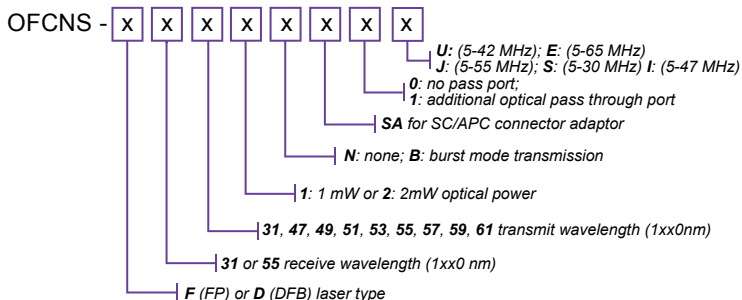 OFCNS - x x x x x x x x
U: (5-42 MHz); E: (5-65 MHz)
J: (5-55 MHz); S: (5-30 MHz) I: (5-47 MHz)
0: no pass port;
1: additional optical pass through port
SA for SC/APC connector adaptor
N: none; B: burst mode transmission
1: 1 mW or 2: 2mW optical power
31, 47, 49, 51, 53, 55, 57, 59, 61 transmit wavelength (1xx0nm)
31 or 55 receive wavelength (1xx0 nm)
F (FP) or D (DFB) laser type